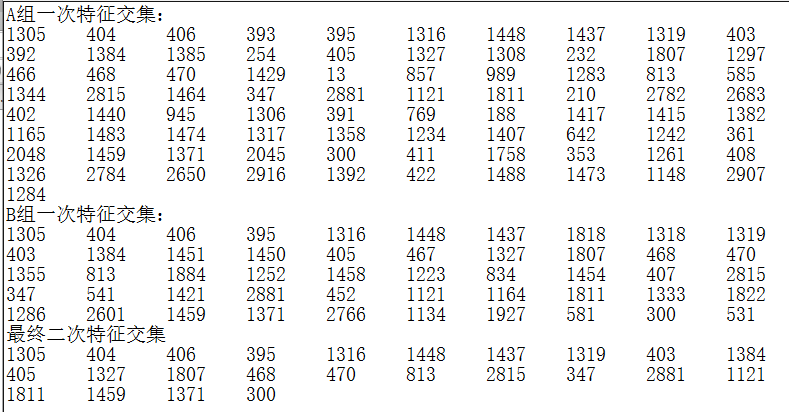 A组一次特征交集:
1305 404 406 393 395 1316 1448 1437 1319 403
392 1384 1385 254 405 1327 1308 232 1807 1297
466 468 470 1429 13 857 989 1283 813 585
1344 2815 1464 347 2881 1121 1811 210 2782 2683
402 1440 945 1306 391 769 188 1417 1415 1382
1165 1483 1474 1317 1358 1234 1407 642 1242 361
2048 1459 1371 2045 300 411 1758 353 1261 408
1326 2784 2650 2916 1392 422 1488 1473 1148 2907
1284
B组一次特征交集:
1305 404 406 395 1316 1448 1437 1818 1318 1319
403 1384 1451 1450 405 467 1327 1807 468 470
1355 813 1884 1252 1458 1223 834 1454 407 2815
347 541 1421 2881 452 1121 1164 1811 1333 1822
1286 2601 1459 1371 2766 1134 1927 581 300 531
最终二次特征交集
1305 404 406 395 1316 1448 1437 1319 403 1384
405 1327 1807 468 470 813 2815 347 2881 1121
1811 1459 1371 300